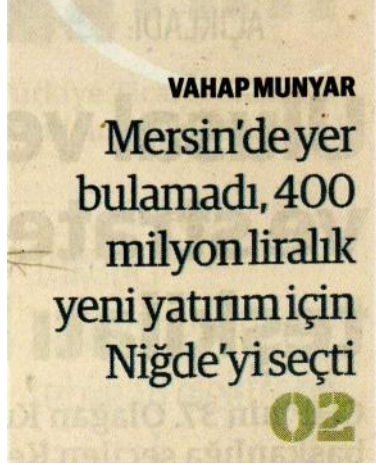 VAHAP MUNYAR
Mersin'de yer
bulamadı, 400
milyon liralık
yeni yatırım için
Niğde'yi seçti
02